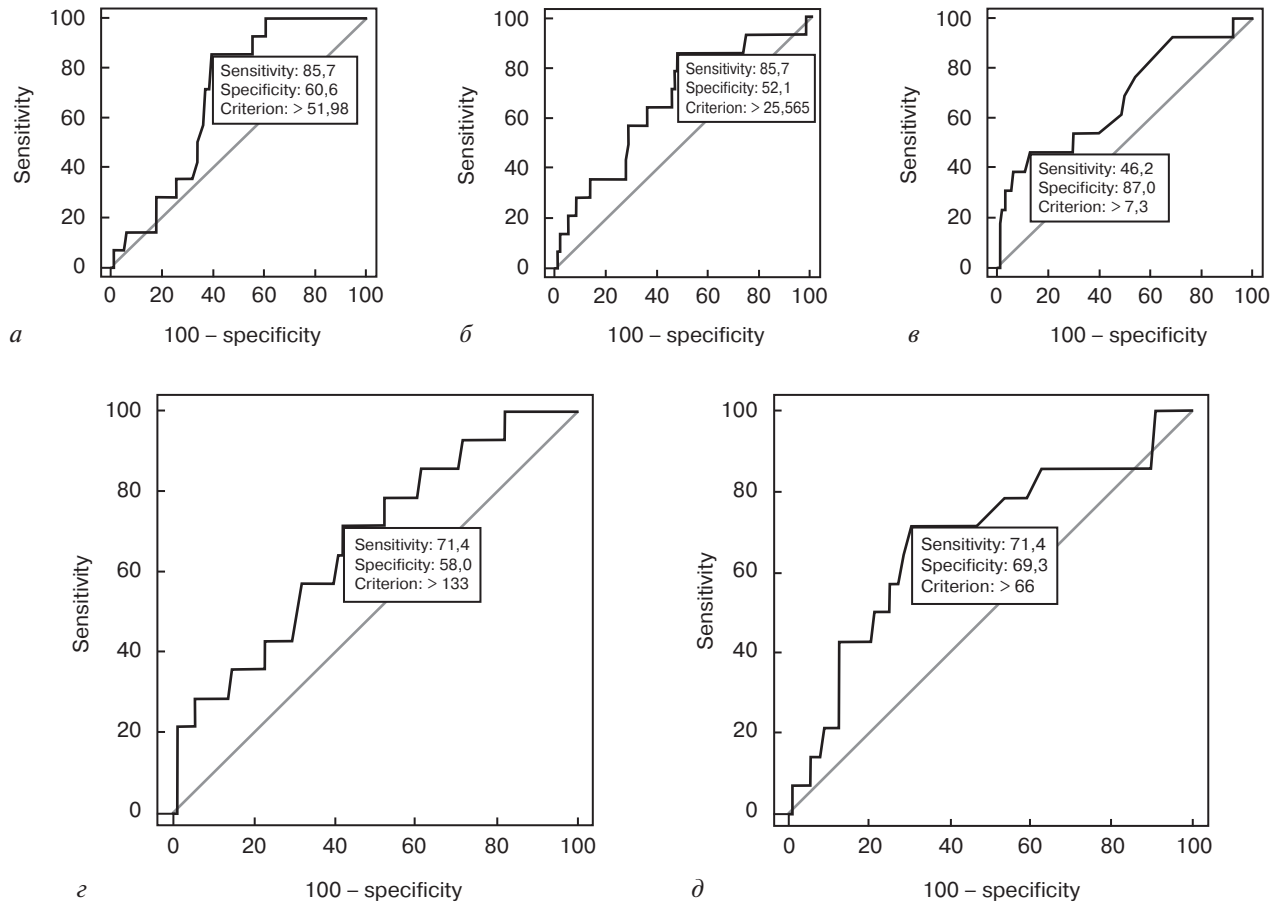 100
80
60
40
20
0
Sensitivity
Sensitivity: 85,7
Specificity: 60,6
Criterion: > 51,98
0 20 40 60 80 100
100 – specificity
а
100
80
60
40
20
0
Sensitivity
Sensitivity: 85,7
Specificity: 52,1
Criterion: > 25,565
0 20 40 60 80 100
100 – specificity
б
100
80
60
40
20
0
Sensitivity
Sensitivity: 46,2
Specificity: 87,0
Criterion: > 7,3
0 20 40 60 80 100
100 – specificity
в
100
80
60
40
20
0
Sensitivity
Sensitivity: 71,4
Specificity: 58,0
Criterion: > 133
0 20 40 60 80 100
100 – specificity
г
100
80
60
40
20
0
Sensitivity
Sensitivity: 71,4
Specificity: 69,3
Criterion: > 66
0 20 40 60 80 100
100 – specificity
д